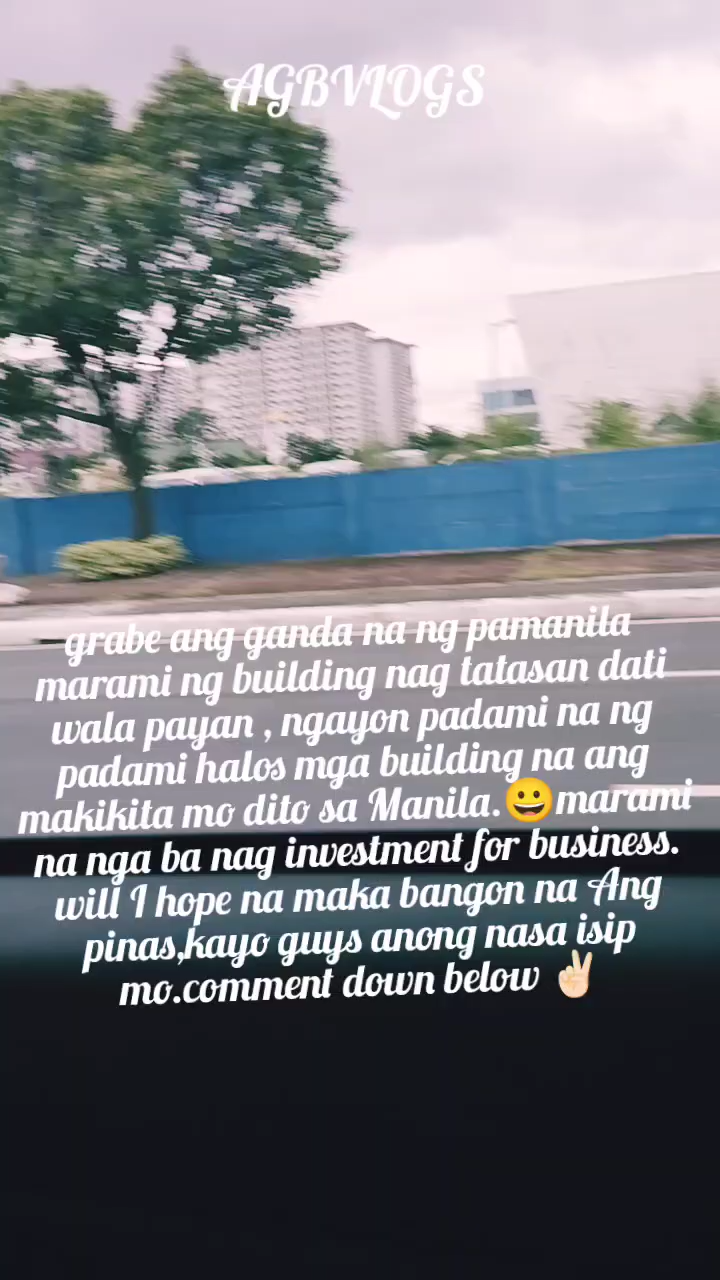 AGBVLOGS
grabe ang ganda na ng pamanila
marami ng building nag tatasan dati
wala payan , ngayon padami na ng
padami halos mga building na ang
makikita mo dito sa Manila.😀marami
na nga ba nag investment for business.
will I hope na maka bangon na Ang
pinas,kayo guys anong nasa isip
mo.comment down below ✌🏻